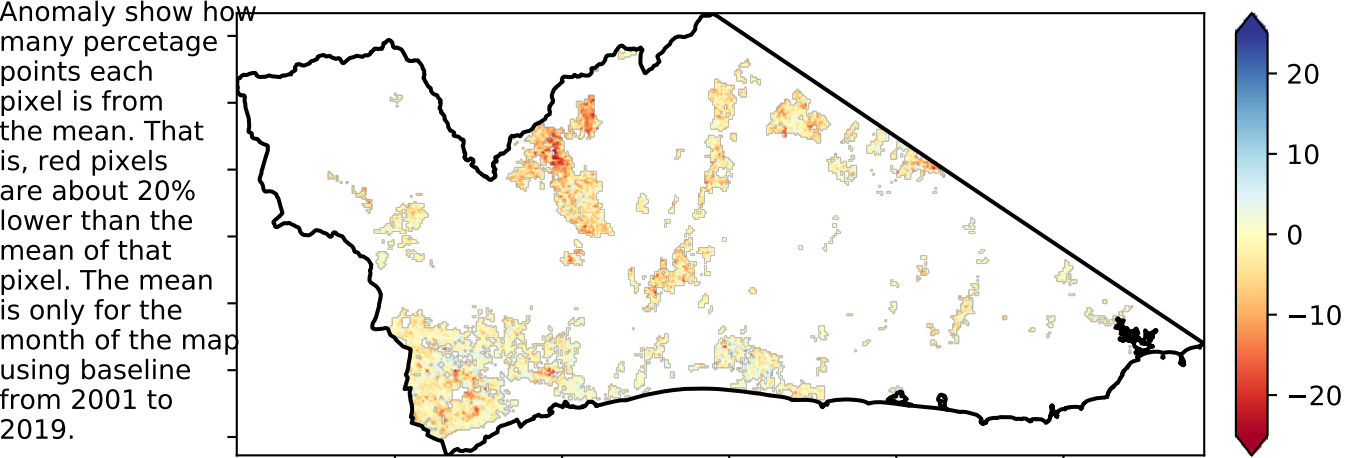 Anomaly show how
many percetage
points each
pixel is from
the mean. That
is, red pixels
are about 20%
lower than the
mean of that
pixel. The mean
is only for the
month of the map
using baseline
from 2001 to
2019.
20
10
0
−10
−20